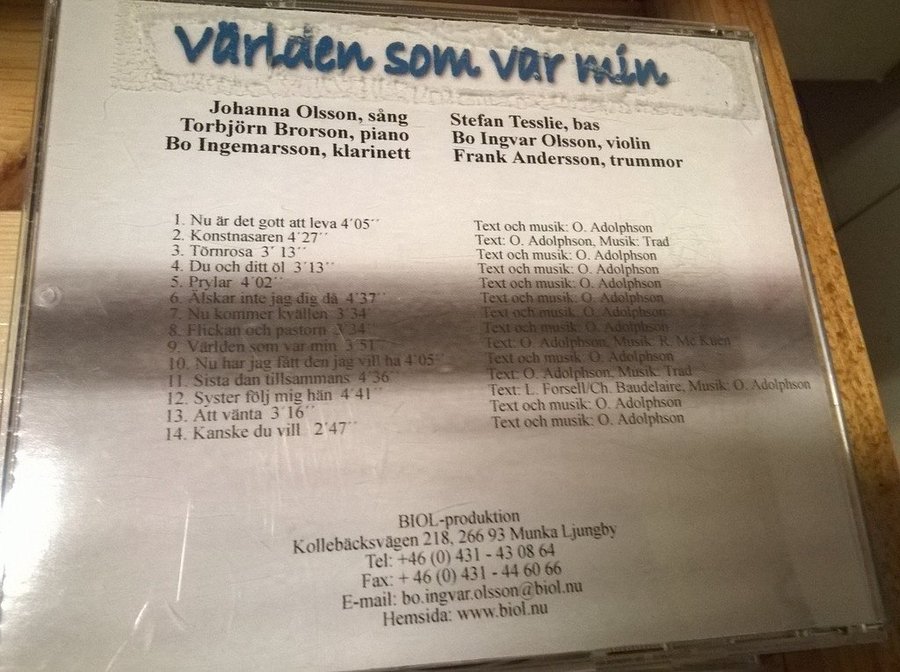 Världen som var min
Johanna Olsson, sång
Torbjörn Brorson, piano
Bo Ingemarsson, klarinett
Stefan Tesslie, bas
Bo Ingvar Olsson, violin
Frank Andersson, trummor
1. Nu är det gott att leva 4´05´´
2. Konstnasaren 4´27´´
3. Törnrosa 3´ 13´´
4. Du och ditt öl 3´13´´
5. Prylar 4´02´´
6. Älskar inte jag dig då 4´37´´
7. Nu kommer kvällen 3´34´´
8. Flickan och pastorn 3´34´´
9. Världen som var min 3´51´´
10. Nu har jag fått den jag vill ha 4´05´´
11. Sista dan tillsammans 4´36´´
12. Syster följ mig hän 4´41´´
13. Att vänta 3´16´´
14. Kanske du vill 2´47´´
Text och musik: O. Adolphson
Text: O. Adolphson, Musik: Trad
Text och musik: O. Adolphson
Text och musik: O. Adolphson
Text och musik: O. Adolphson
Text och musik: O. Adolphson
Text och musik: O. Adolphson
Text och musik: O. Adolphson
Text: O. Adolphson, Musik: R. Mc Kuen
Text och musik: O. Adolphson
Text: O. Adolphson, Musik: Trad
Text: L. Forsell/Ch. Baudelaire, Musik: O. Adolphson
Text och musik: O. Adolphson
Text och musik: O. Adolphson
BIOL-produktion
Kollebäcksvägen 218, 266 93 Munka Ljungby
Tel: +46 (0) 431 - 43 08 64
Fax: + 46 (0) 431 - 44 60 66
E-mail: bo.ingvar.olsson@biol.nu
Hemsida: www.biol.nu